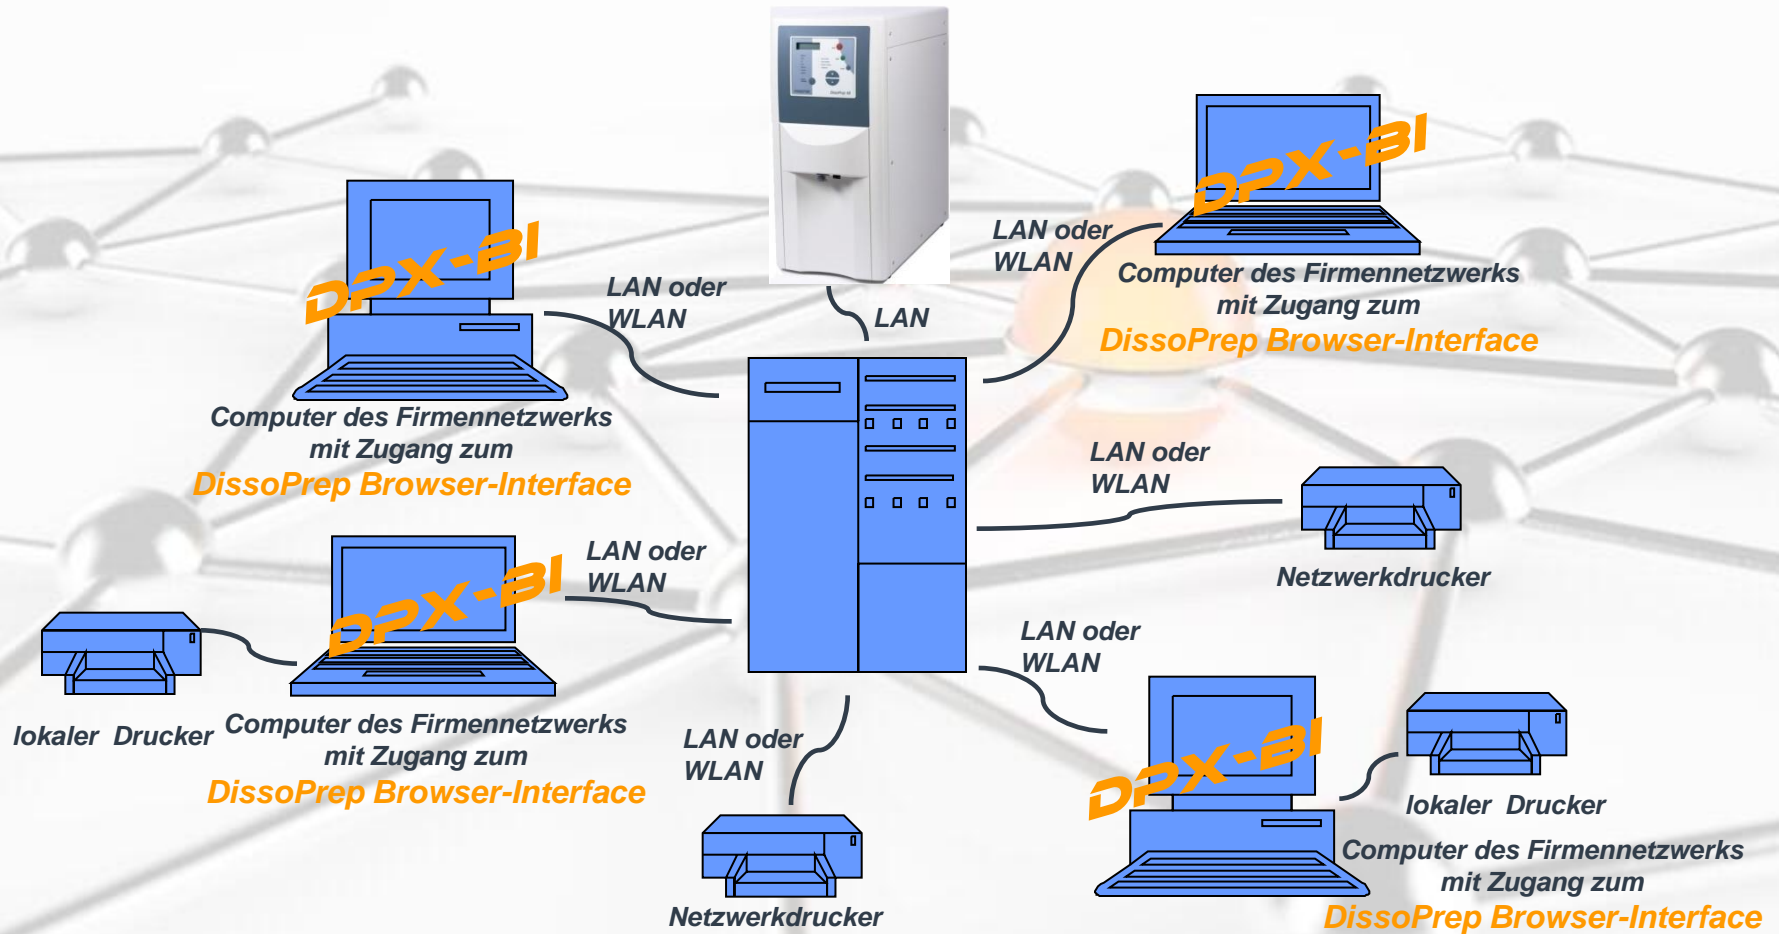 DPX-BI
LAN oder
WLAN
Computer des Firmennetzwerks
mit Zugang zum
DissoPrep Browser-Interface
LAN
LAN oder
WLAN
DPX-BI
Computer des Firmennetzwerks
mit Zugang zum
DissoPrep Browser-Interface
LAN oder
WLAN
Netzwerkdrucker
DPX-BI
LAN oder
WLAN
lokaler Drucker
Computer des Firmennetzwerks
mit Zugang zum
DissoPrep Browser-Interface
LAN oder
WLAN
Netzwerkdrucker
LAN oder
WLAN
DPX-BI
lokaler Drucker
Computer des Firmennetzwerks
mit Zugang zum
DissoPrep Browser-Interface